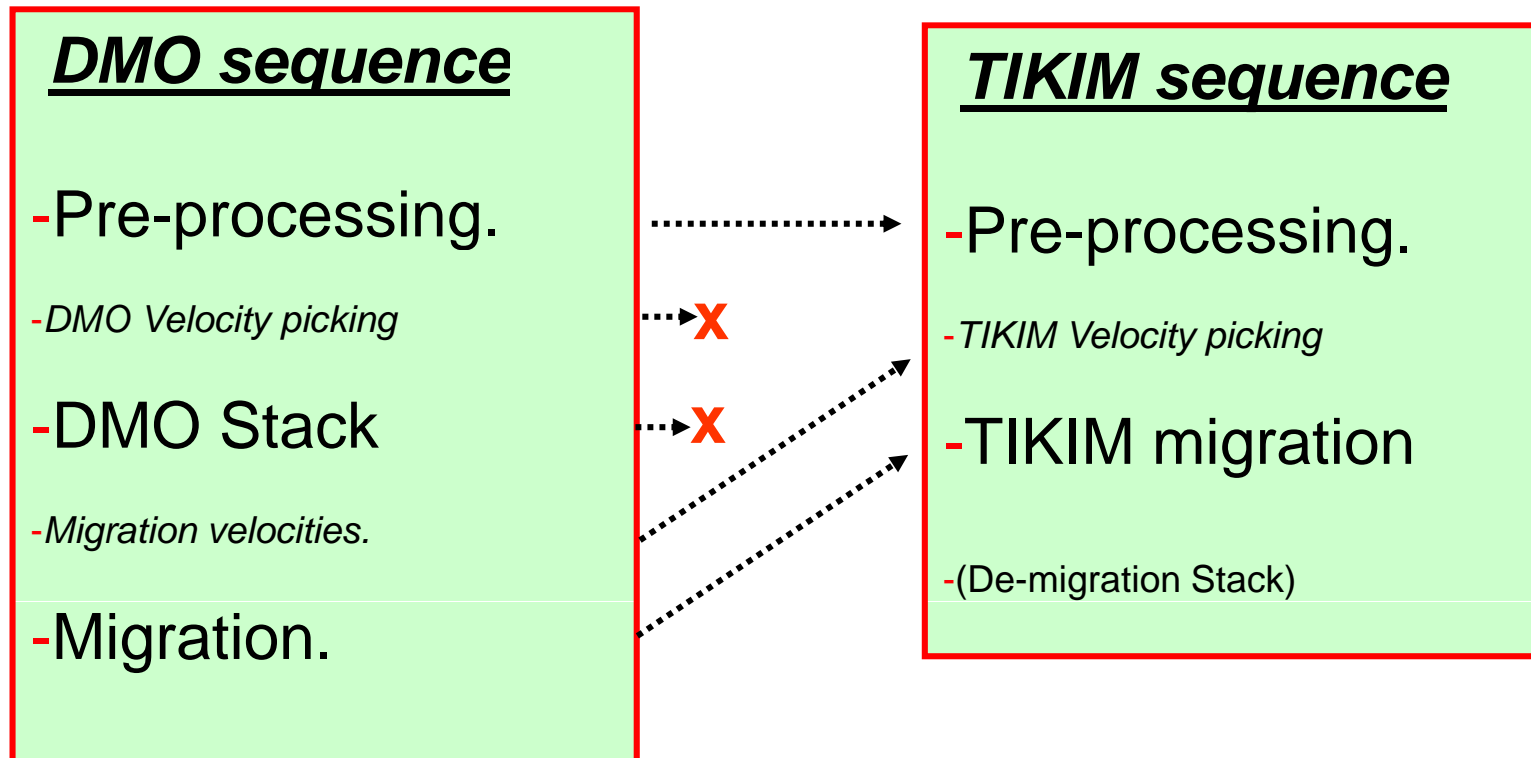 DMO sequence
-Pre-processing.
-DMO Velocity picking
X
-DMO Stack
X
-Migration velocities.
-Migration.
TIKIM sequence
-Pre-processing.
-TIKIM Velocity picking
-TIKIM migration
-(De-migration Stack)